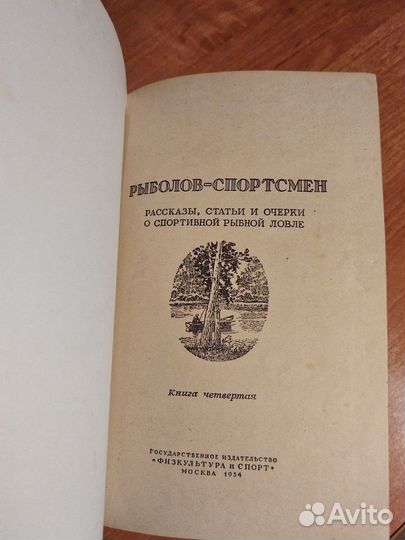 РЫБОЛОВ-СПОРТСМЕН
РАССКАЗЫ, СТАТЬИ И ОЧЕРКИ
О СПОРТИВНОЙ РЫБНОЙ ЛОВЛЕ
Книга четвертая
ГОСУДАРСТВЕННОЕ ИЗДАТЕЛЬСТВО
"ФИЗКУЛЬТУРА и СПОРТ"
МОСКВА 1954
Avito